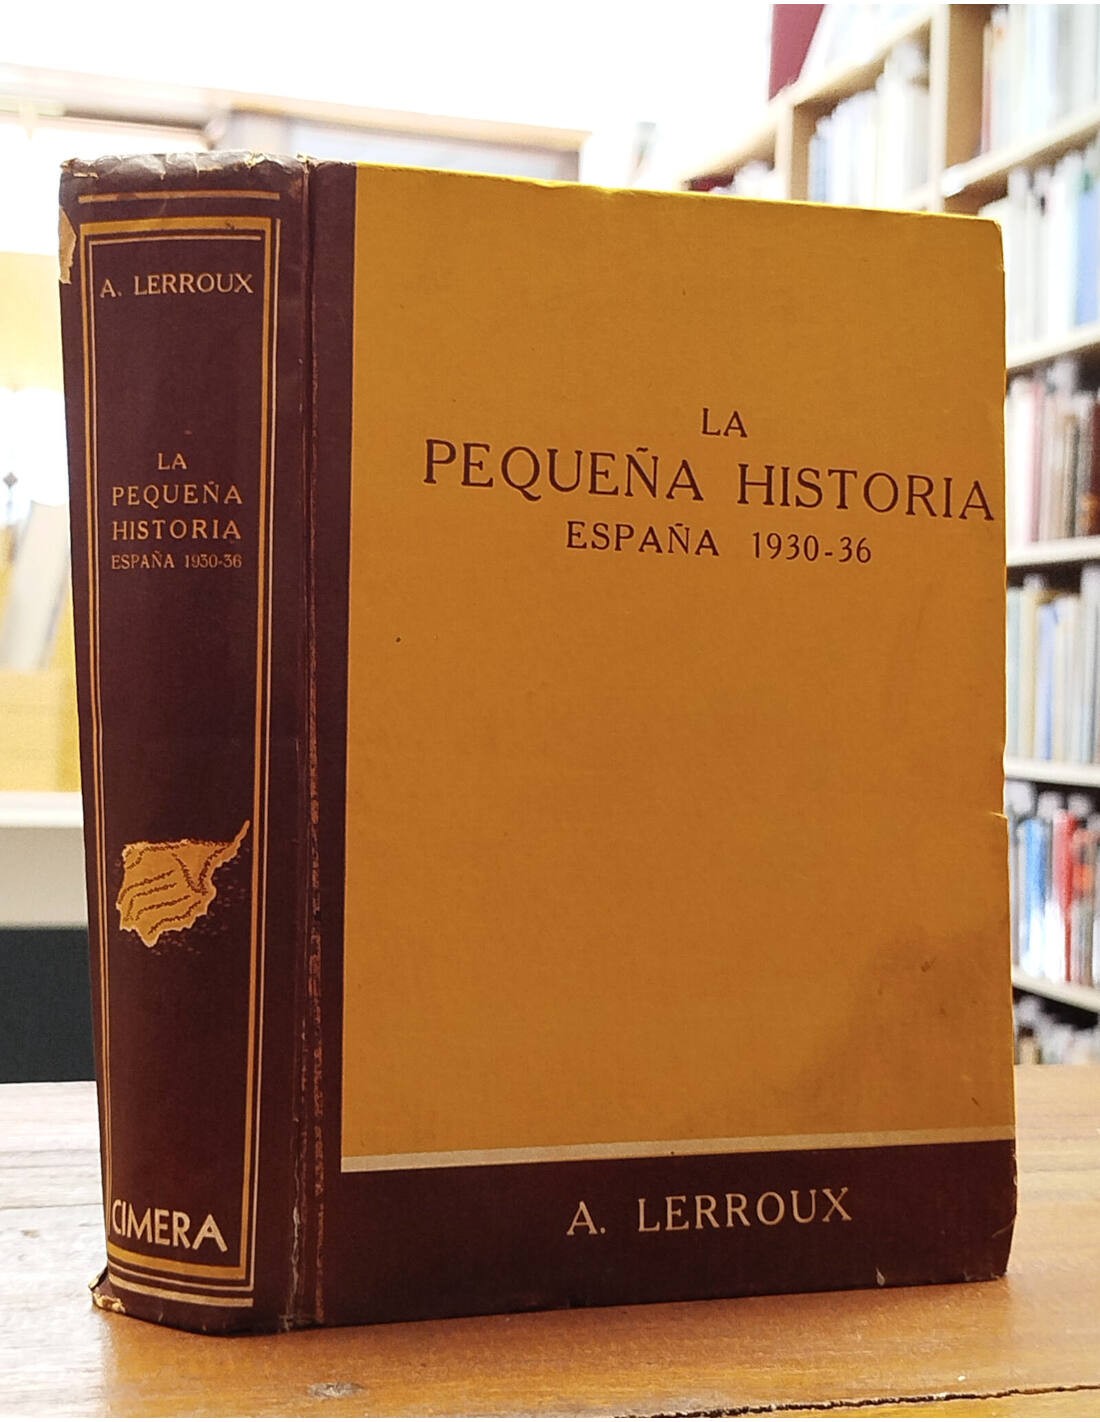 A. LERROUX
LA
PEQUEÑA
HISTORIA
ESPAÑA 1930-36
CIMERA
LA
PEQUEÑA HISTORIA
ESPAÑA 1930-36
A. LERROUX